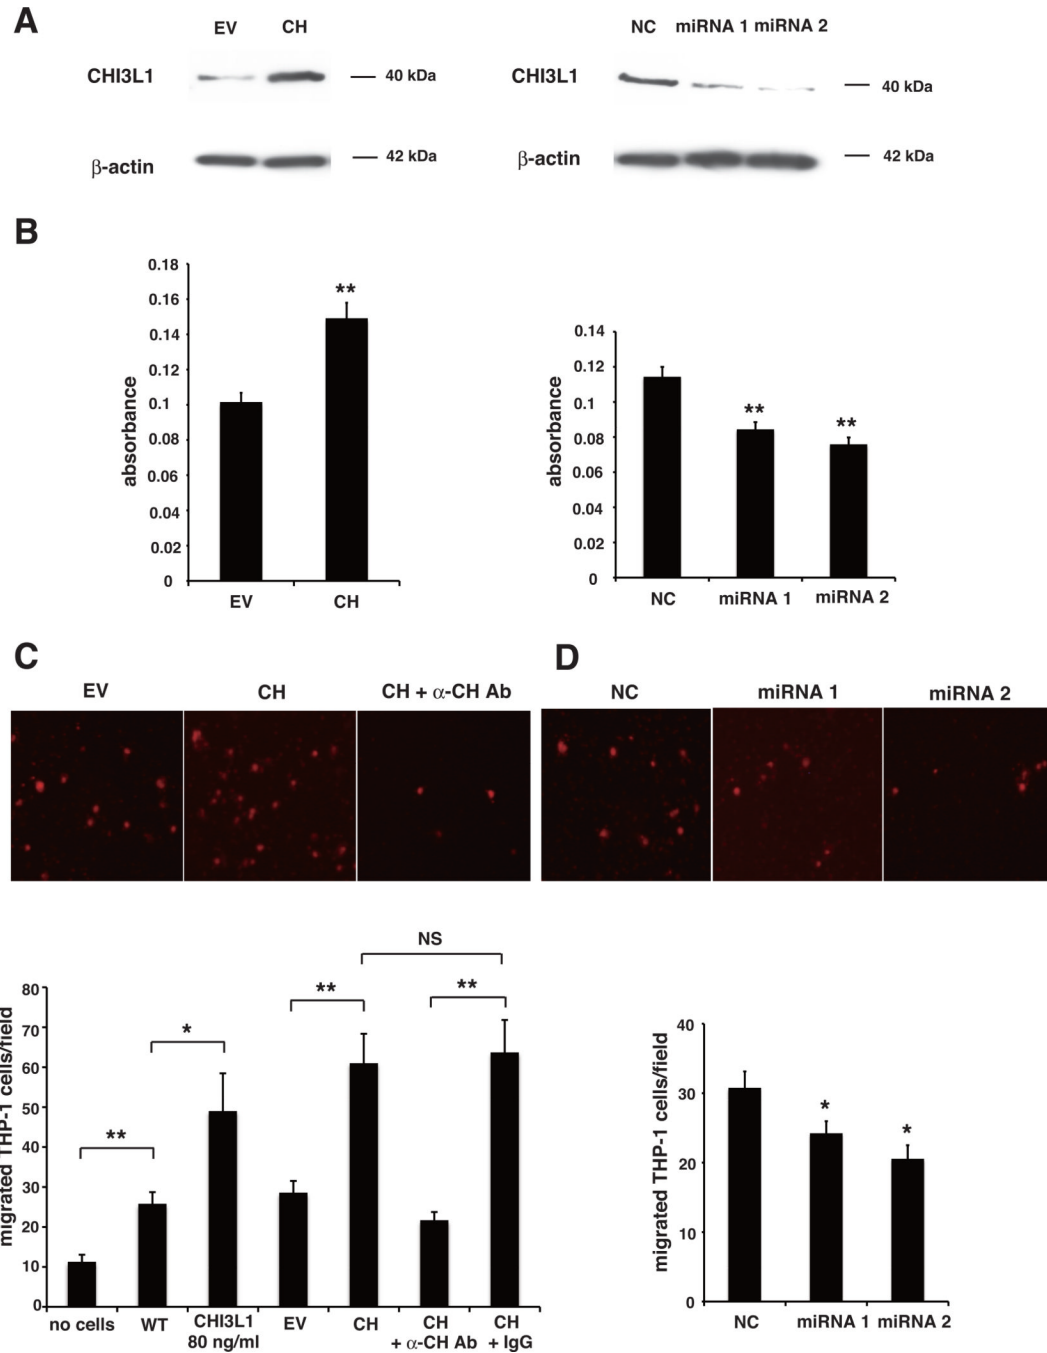 A
EV CH
CHI3L1 40 kDa
β-actin 42 kDa
NC miRNA 1 miRNA 2
CHI3L1 40 kDa
β-actin 42 kDa
B
absorbance
0.18
0.16
0.14
0.12
0.1
0.08
0.06
0.04
0.02
0
**
EV CH
absorbance
0.14
0.12
0.1
0.08
0.06
0.04
0.02
0
** **
NC miRNA 1 miRNA 2
C
EV CH CH + α-CH Ab
D
NC miRNA 1 miRNA 2
migrated THP-1 cells/field
80
70
60
50
40
30
20
10
0
NS
** **
*
**
no cells WT CHI3L1 EV CH CH CH
80 ng/ml + α-CH Ab + IgG
migrated THP-1 cells/field
40
30
20
10
0
* *
NC miRNA 1 miRNA 2